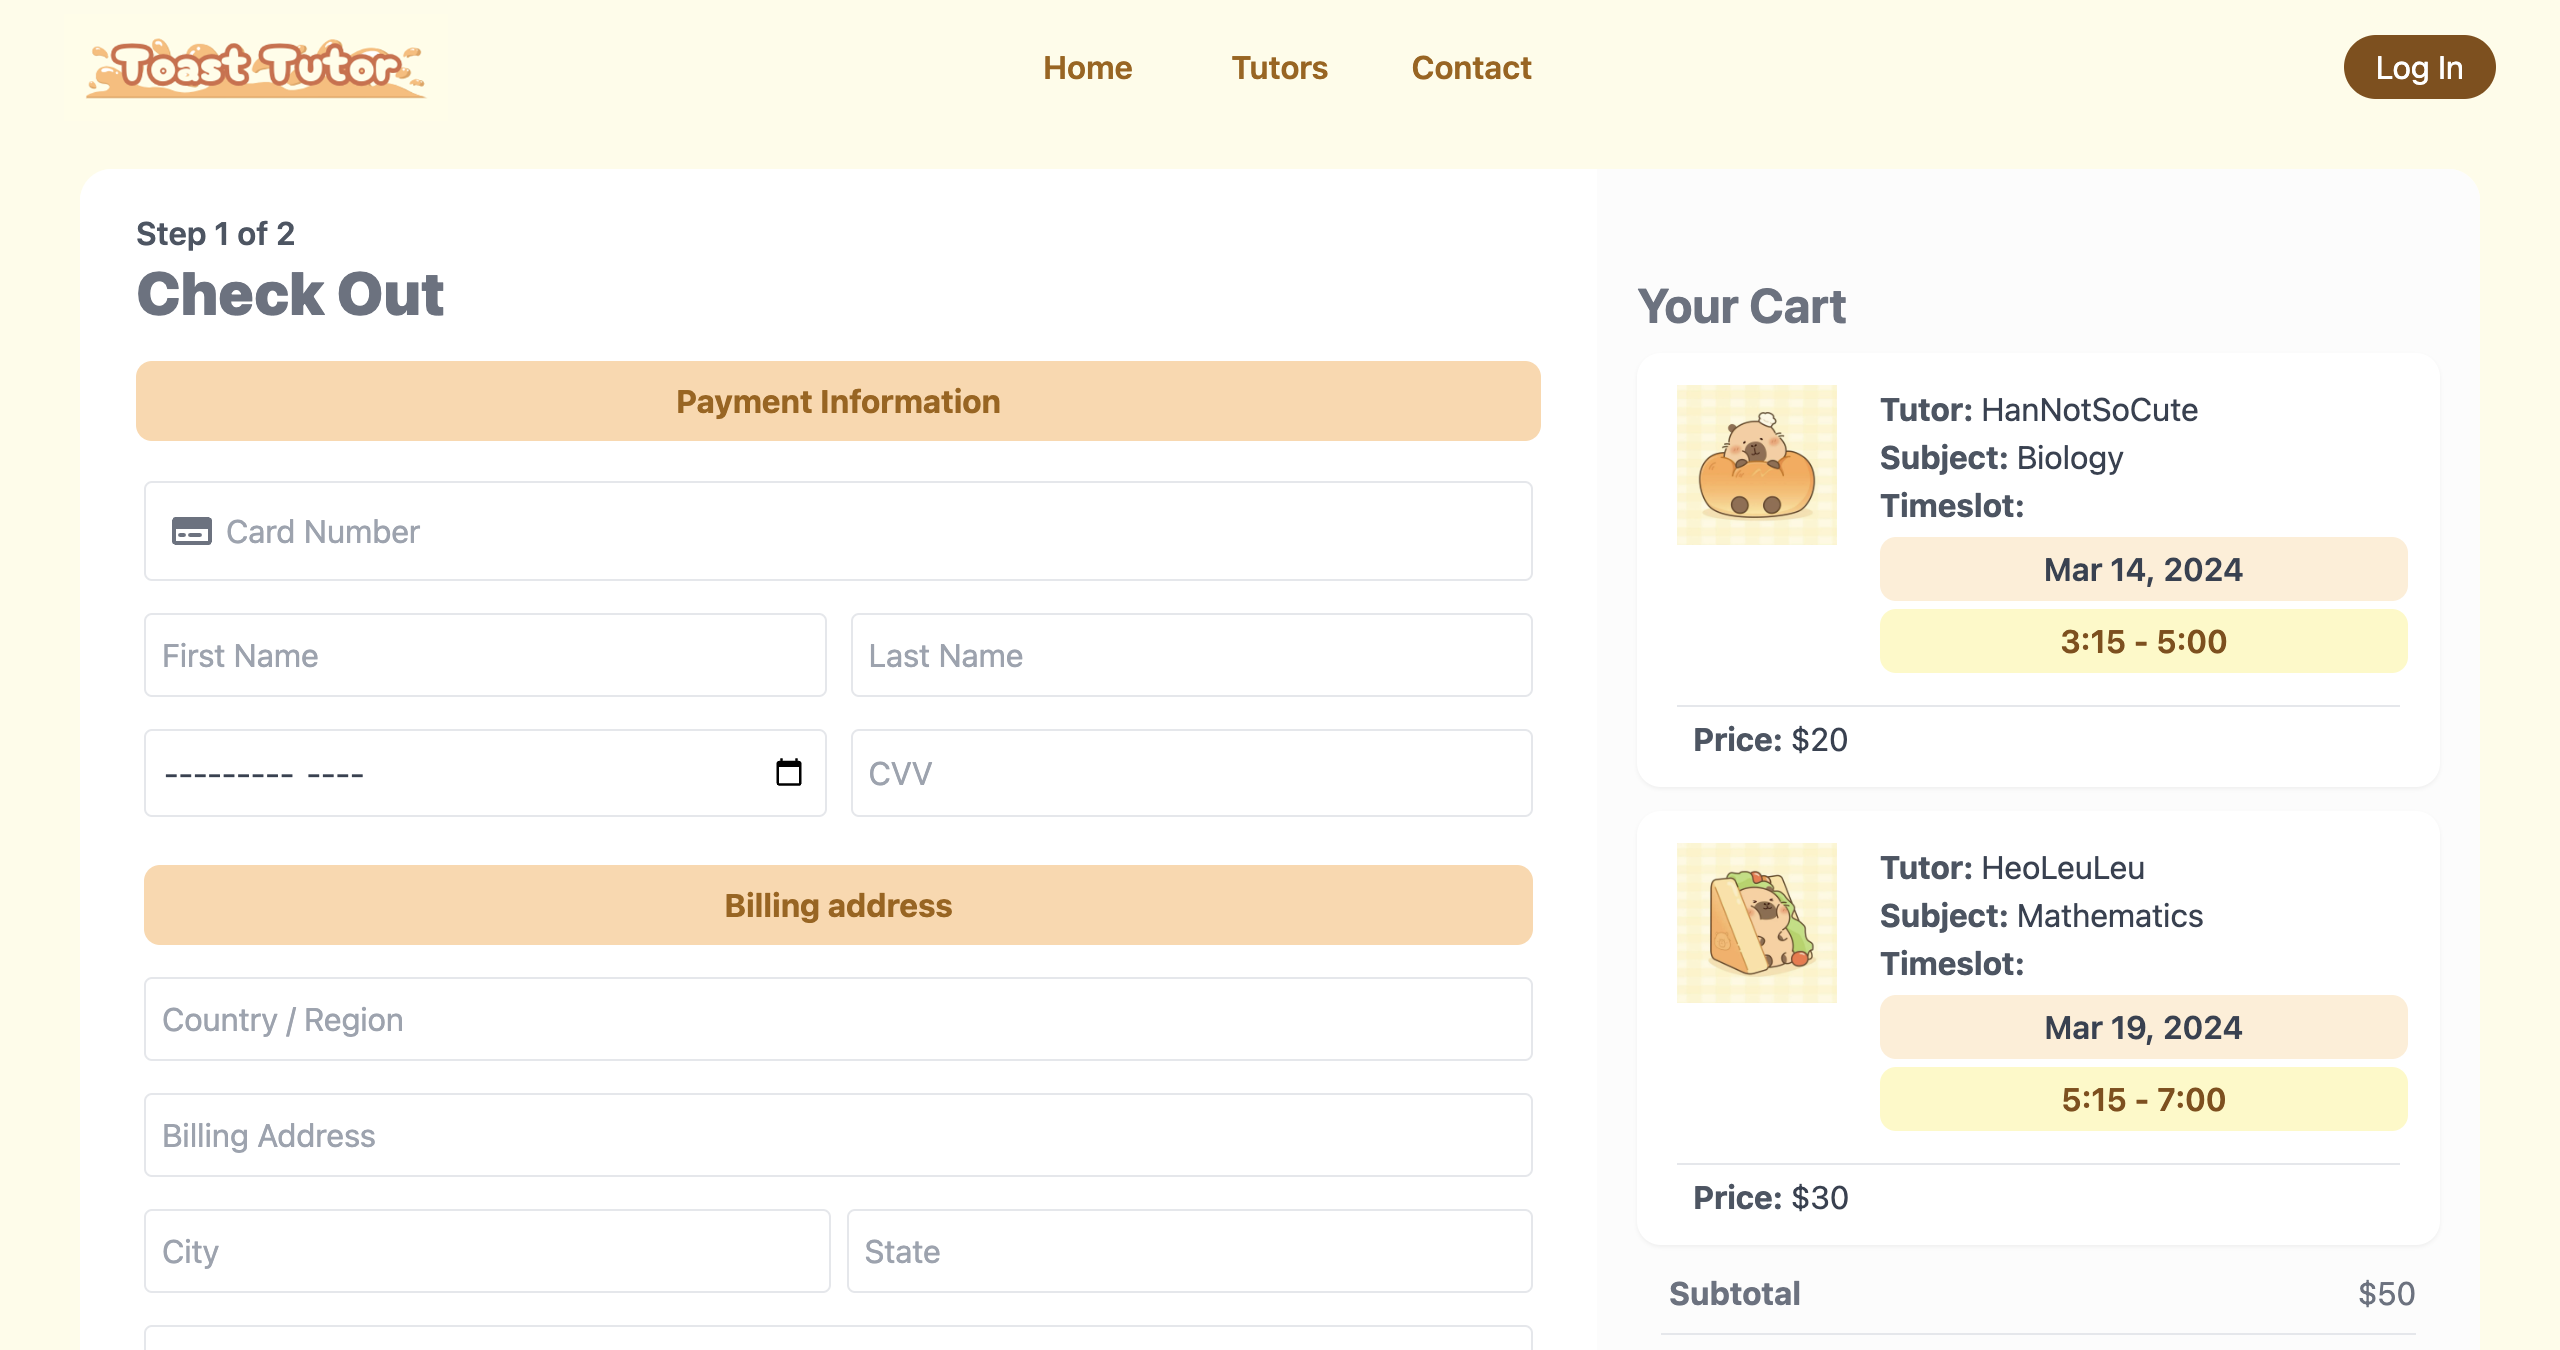 Toast Tutor
Home
Tutors
Contact
Log In
Step 1 of 2
Check Out
Payment Information
Card Number
First Name
Last Name
--------- ----
CVV
Billing address
Country / Region
Billing Address
City
State
Your Cart
Tutor: HanNotSoCute
Subject: Biology
Timeslot:
Mar 14, 2024
3:15 - 5:00
Price: $20
Tutor: HeoLeuLeu
Subject: Mathematics
Timeslot:
Mar 19, 2024
5:15 - 7:00
Price: $30
Subtotal
$50